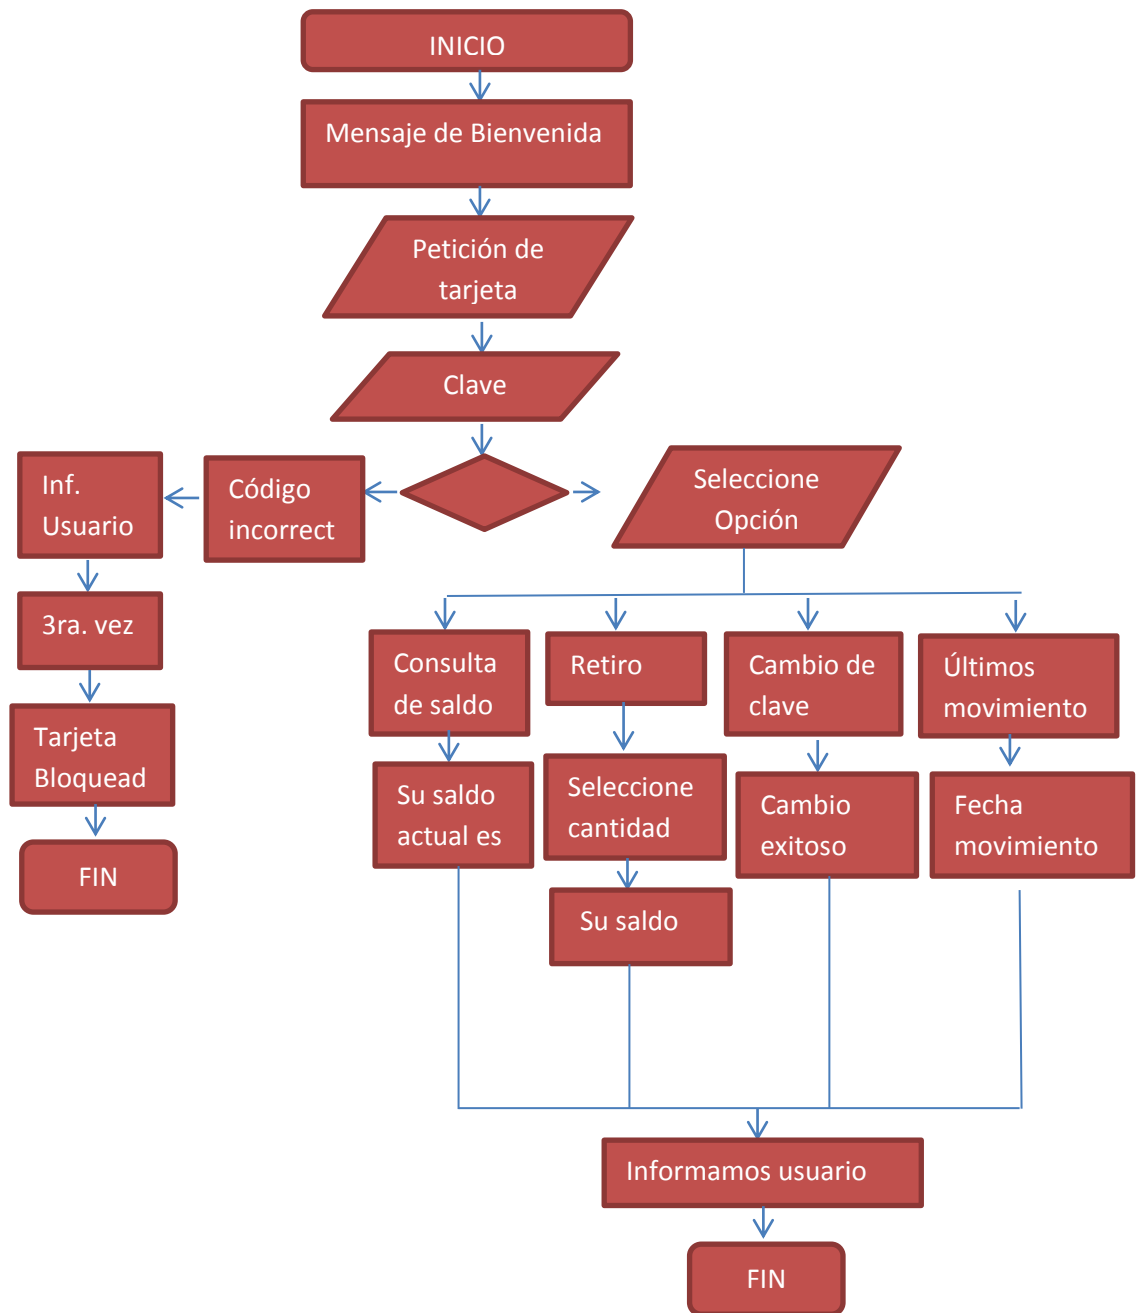 INICIO
Mensaje de Bienvenida
Petición de
tarjeta
Clave
Inf.
Usuario
Código
incorrect
Seleccione
Opción
3ra. vez
Tarjeta
Bloquead
FIN
Consulta
de saldo
Retiro
Cambio de
clave
Últimos
movimiento
Su saldo
actual es
Seleccione
cantidad
Cambio
exitoso
Fecha
movimiento
Su saldo
Informamos usuario
FIN